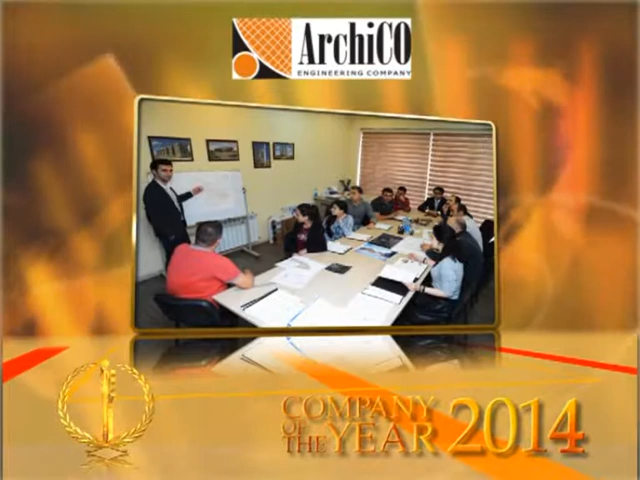 ArchiCO
ENGINEERING COMPANY
COMPANY
OF THE YEAR 2014